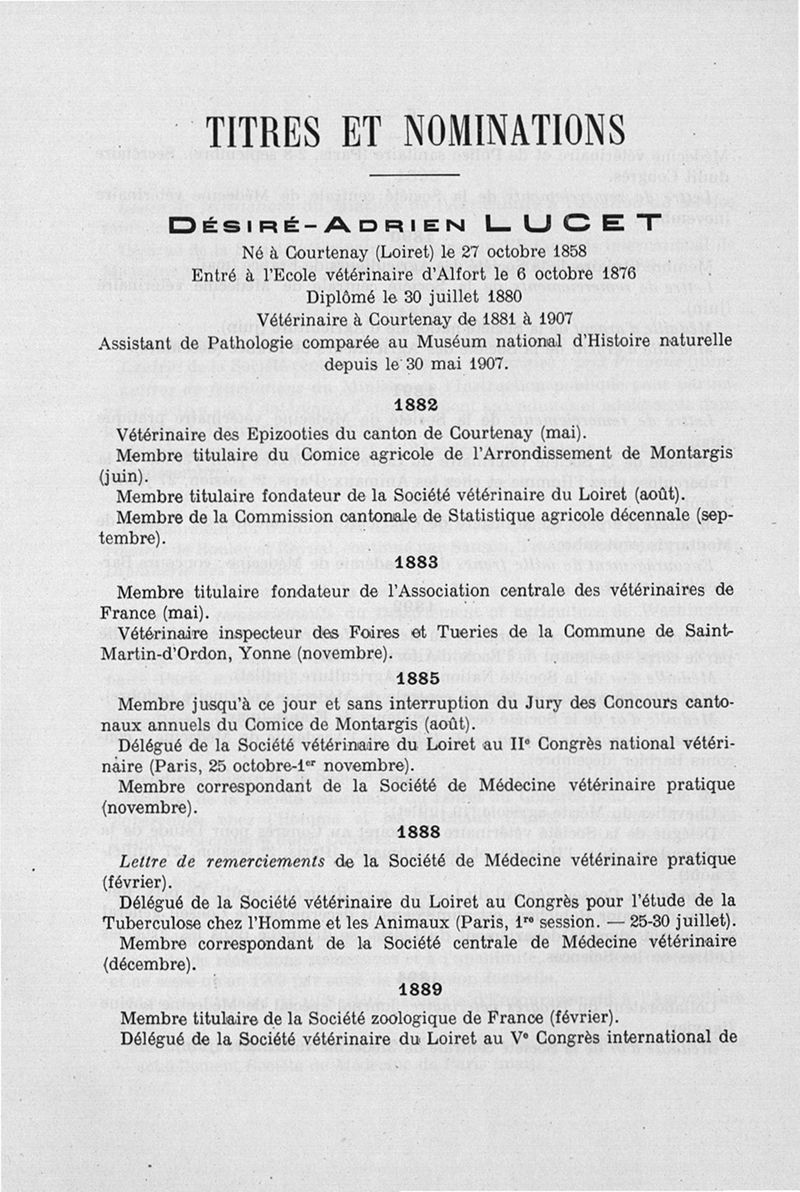 TITRES ET NOMINATIONS
DÉSIRÉ-ADRIEN LUCET
Né à Courtenay (Loiret) le 27 octobre 1858
Entré à l'Ecole vétérinaire d'Alfort le 6 octobre 1876
Diplômé le 30 juillet 1880
Vétérinaire à Courtenay de 1881 à 1907
Assistant de Pathologie comparée au Muséum national d'Histoire naturelle
depuis le 30 mai 1907.
1882
Vétérinaire des Epizooties du canton de Courtenay (mai).
Membre titulaire du Comice agricole de l'Arrondissement de Montargis
(juin).
Membre titulaire fondateur de la Société vétérinaire du Loiret (août).
Membre de la Commission cantonale de Statistique agricole décennale (sep-
tembre).
1883
Membre titulaire fondateur de l'Association centrale des vétérinaires de
France (mai).
Vétérinaire inspecteur des Foires et Tueries de la Commune de Saint-
Martin-d'Ordon, Yonne (novembre).
1885
Membre jusqu'à ce jour et sans interruption du Jury des Concours canto-
naux annuels du Comice de Montargis (août).
Délégué de la Société vétérinaire du Loiret au IIe Congrès national vétéri-
naire (Paris, 25 octobre-1er novembre).
Membre correspondant de la Société de Médecine vétérinaire pratique
(novembre).
1888
Lettre de remerciements de la Société de Médecine vétérinaire pratique
(février).
Délégué de la Société vétérinaire du Loiret au Congrès pour l'étude de la
Tuberculose chez l'Homme et les Animaux (Paris, 1re session. — 25-30 juillet).
Membre correspondant de la Société centrale de Médecine vétérinaire
(décembre).
1889
Membre titulaire de la Société zoologique de France (février).
Délégué de la Société vétérinaire du Loiret au Ve Congrès international de